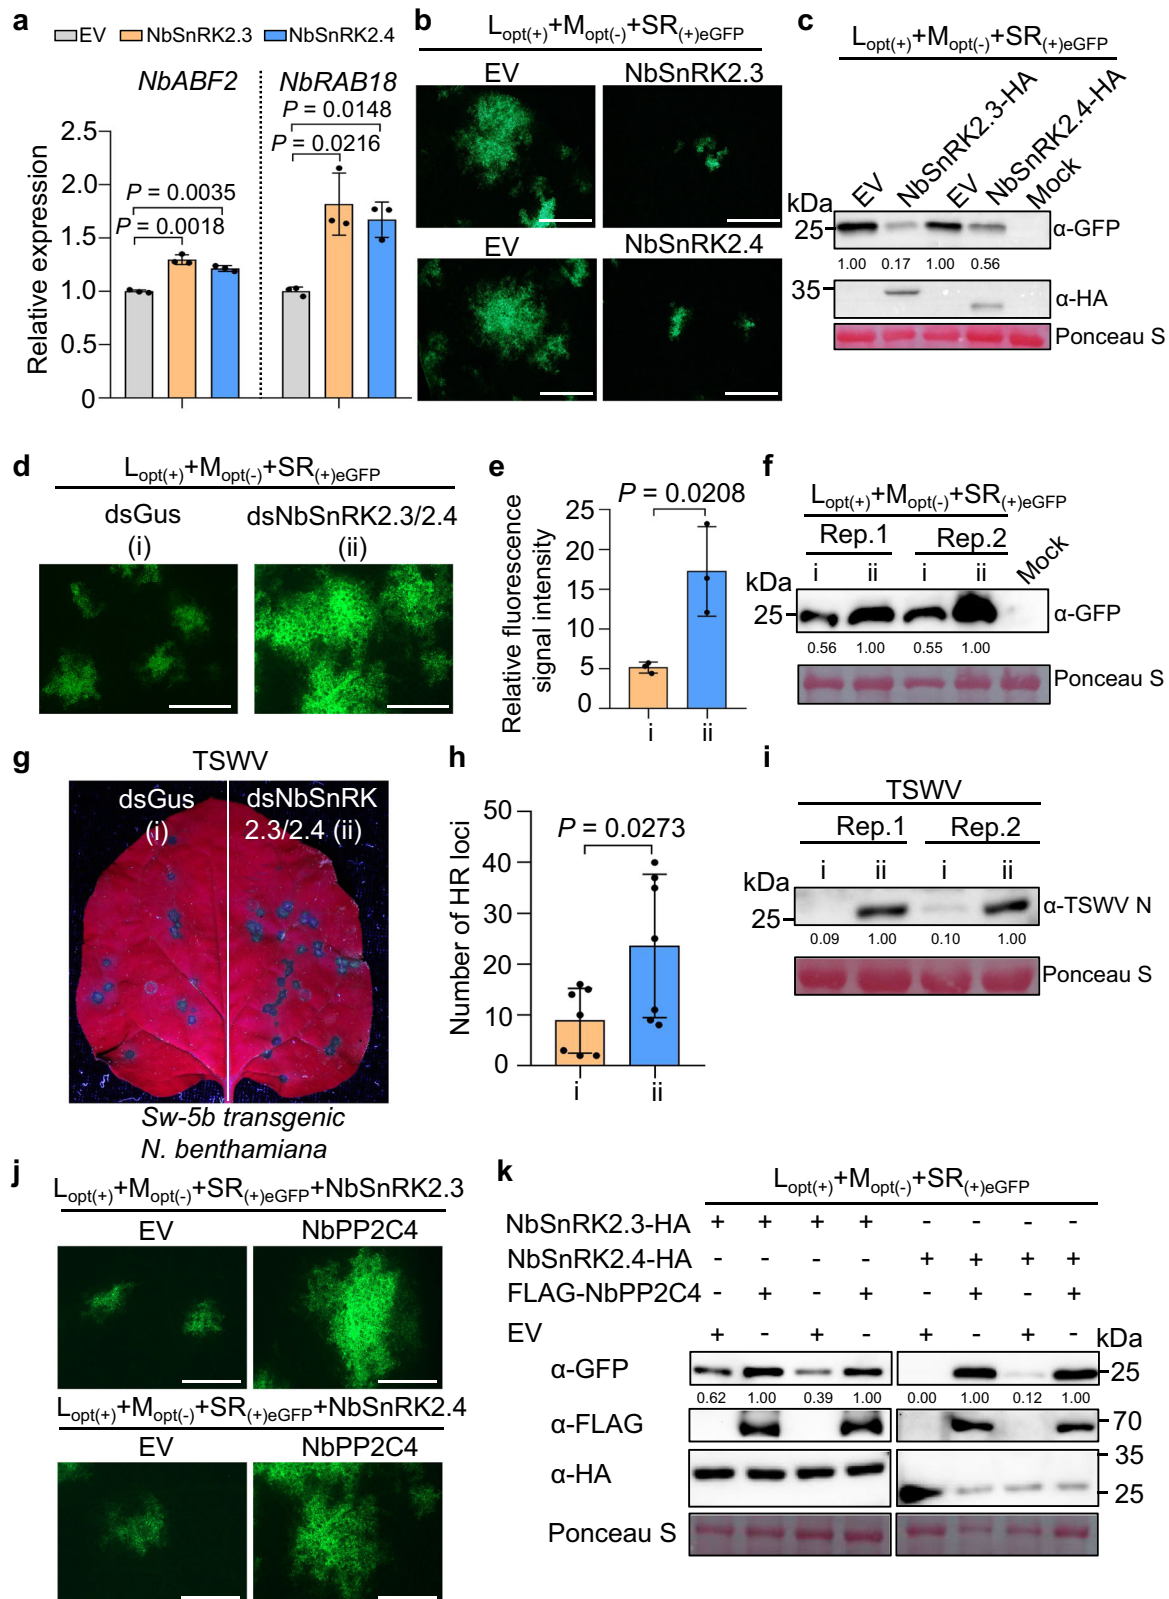 a
EV NbSnRK2.3 NbSnRK2.4
NbABF2 NbRAB18
P = 0.0148
P = 0.0216
P = 0.0035
P = 0.0018
Relative expression
2.5
2.0
1.5
1.0
0.5
0
b
Lopt(+)+Mopt(-)+SR(+)eGFP
EV NbSnRK2.3
EV NbSnRK2.4
c
Lopt(+)+Mopt(-)+SR(+)eGFP
EV NbSnRK2.3-HA EV NbSnRK2.4-HA Mock
kDa
25 α-GFP
1.00 0.17 1.00 0.56
35 α-HA
Ponceau S
d
Lopt(+)+Mopt(-)+SR(+)eGFP
dsGus dsNbSnRK2.3/2.4
(i) (ii)
e
P = 0.0208
Relative fluorescence
signal intensity
25
20
15
10
5
0
i ii
f
Lopt(+)+Mopt(-)+SR(+)eGFP
Rep.1 Rep.2
kDa i ii i ii Mock
25 α-GFP
0.56 1.00 0.55 1.00
Ponceau S
g
TSWV
dsGus dsNbSnRK
(i) 2.3/2.4 (ii)
Sw-5b transgenic
N. benthamiana
h
P = 0.0273
Number of HR loci
50
40
30
20
10
0
i ii
i
TSWV
Rep.1 Rep.2
i ii i ii
kDa
25 α-TSWV N
0.09 1.00 0.10 1.00
Ponceau S
j
Lopt(+)+Mopt(-)+SR(+)eGFP+NbSnRK2.3
EV NbPP2C4
Lopt(+)+Mopt(-)+SR(+)eGFP+NbSnRK2.4
EV NbPP2C4
k
Lopt(+)+Mopt(-)+SR(+)eGFP
NbSnRK2.3-HA + + + + - - - -
NbSnRK2.4-HA - - - - + + + +
FLAG-NbPP2C4 - + - + - + - +
EV + - + - + - + - kDa
α-GFP 25
0.62 1.00 0.39 1.00 0.00 1.00 0.12 1.00
α-FLAG 70
α-HA 35
25
Ponceau S